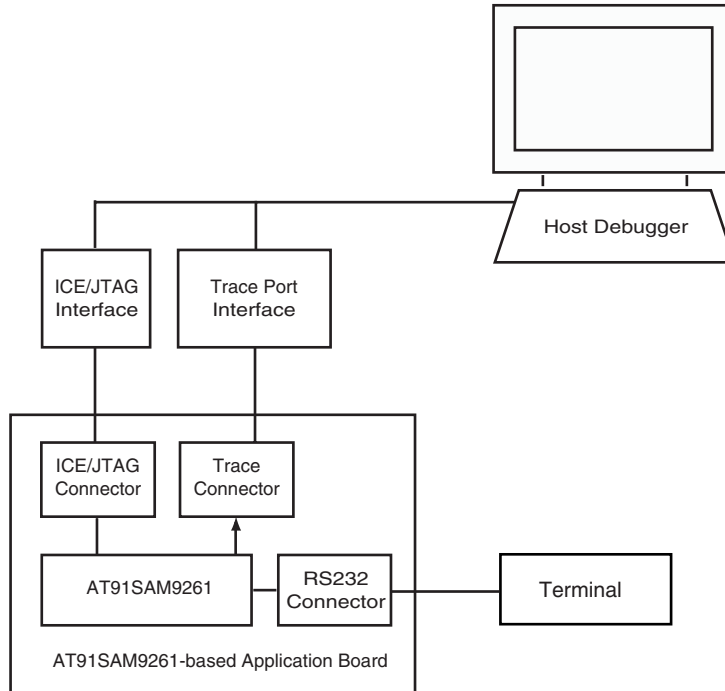 Host Debugger
ICE/JTAG
Interface
Trace Port
Interface
ICE/JTAG
Connector
Trace
Connector
AT91SAM9261
RS232
Connector
Terminal
AT91SAM9261-based Application Board